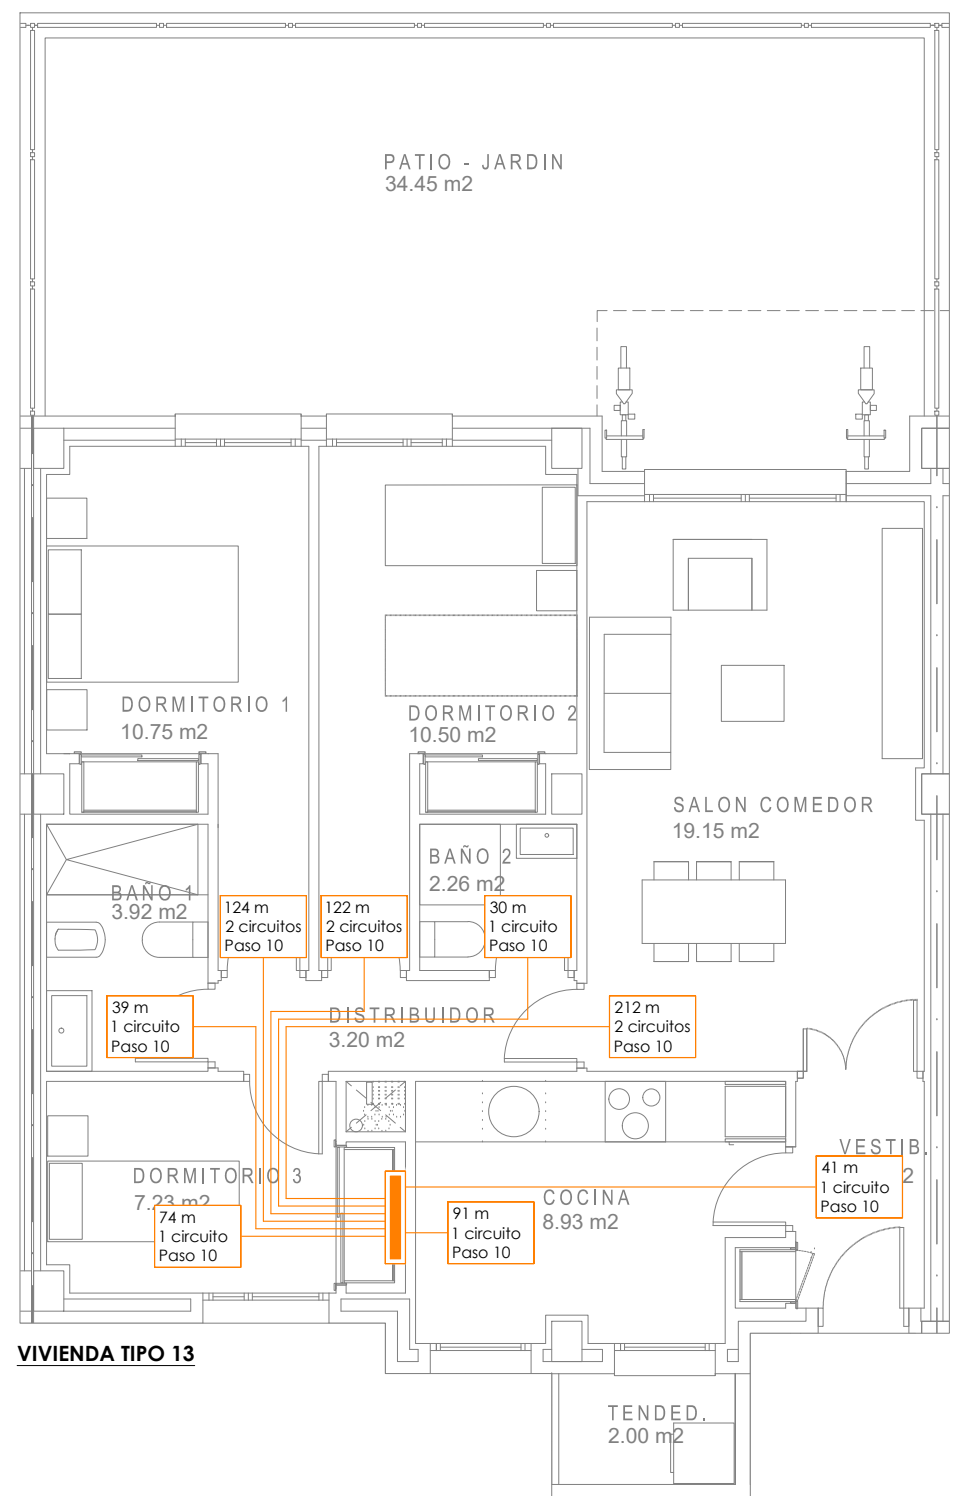 PATIO - JARDIN
34.45 m2
DORMITORIO 1
10.75 m2
DORMITORIO 2
10.50 m2
SALON COMEDOR
19.15 m2
BAÑO 2
2.26 m2
BAÑO 1
3.92 m2
124 m
2 circuitos
Paso 10
122 m
2 circuitos
Paso 10
30 m
1 circuito
Paso 10
39 m
1 circuito
Paso 10
DISTRIBUIDOR
3.20 m2
212 m
2 circuitos
Paso 10
DORMITORIO 3
7.23 m2
74 m
1 circuito
Paso 10
91 m
1 circuito
Paso 10
COCINA
8.93 m2
VESTIB.
2
41 m
1 circuito
Paso 10
VIVIENDA TIPO 13
TENDED.
2.00 m2